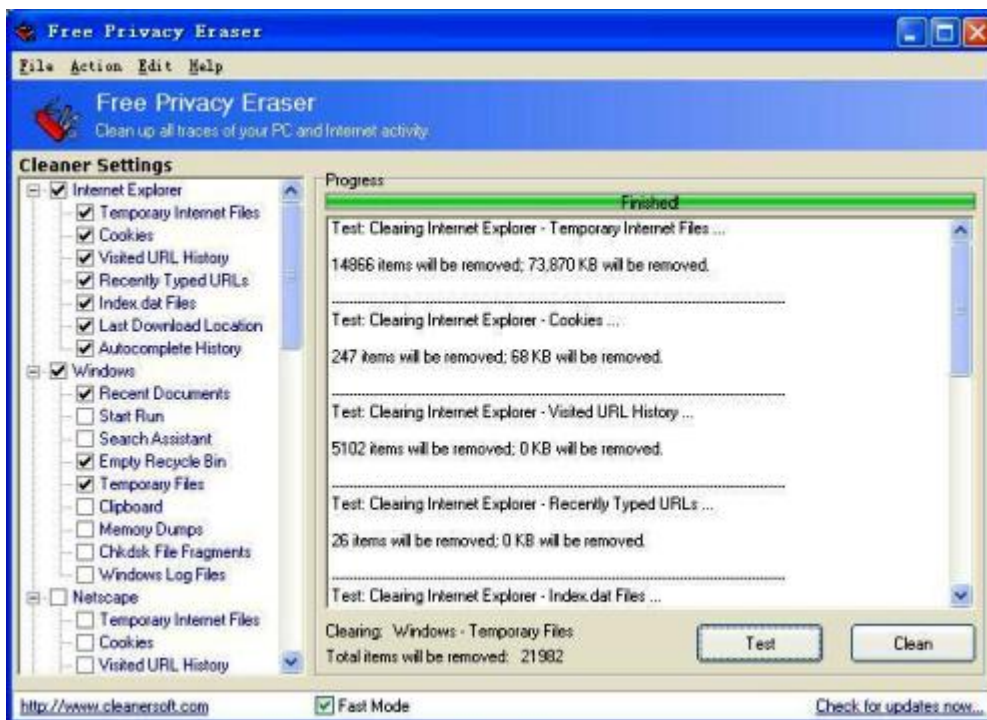 Free Privacy Eraser
File Action Edit Help
Free Privacy Eraser
Clean up all traces of your PC and Internet activity.
Cleaner Settings
Internet Explorer
Temporary Internet Files
Cookies
Visited URL History
Recently Typed URLs
Index.dat Files
Last Download Location
Autocomplete History
Windows
Recent Documents
Start Run
Search Assistant
Empty Recycle Bin
Temporary Files
Clipboard
Memory Dumps
Chkdsk File Fragments
Windows Log Files
Netscape
Temporary Internet Files
Cookies
Visited URL History
Progress
Finished!
Test: Clearing Internet Explorer - Temporary Internet Files ...
14866 items will be removed; 73,870 KB will be removed.
Test: Clearing Internet Explorer - Cookies ...
247 items will be removed; 68 KB will be removed.
Test: Clearing Internet Explorer - Visited URL History ...
5102 items will be removed; 0 KB will be removed.
Test: Clearing Internet Explorer - Recently Typed URLs ...
26 items will be removed; 0 KB will be removed.
Test: Clearing Internet Explorer - Index.dat Files ...
Clearing: Windows - Temporary Files
Total items will be removed: 21982
Test
Clean
http://www.cleanersoft.com
Fast Mode
Check for updates now...